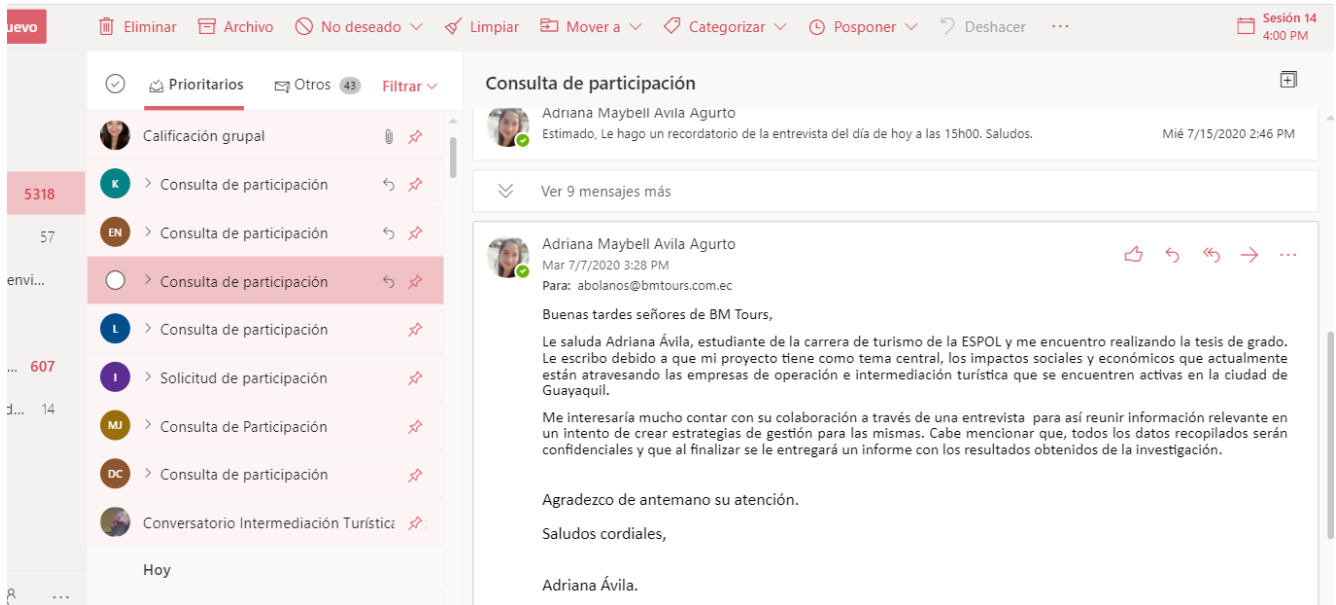 uevo
Eliminar
Archivo
No deseado
Limpiar
Mover a
Categorizar
Posponer
Deshacer
...
Sesión 14
4:00 PM
5318
57
envi...
... 607
d... 14
...
Prioritarios
Otros 43
Filtrar
Calificación grupal
K Consulta de participación
EN Consulta de participación
Consulta de participación
L Consulta de participación
I Solicitud de participación
MJ Consulta de Participación
DC Consulta de participación
Conversatorio Intermediación Turística
Hoy
Consulta de participación
Adriana Maybell Avila Agurto
Estimado, Le hago un recordatorio de la entrevista del día de hoy a las 15h00. Saludos.
Mié 7/15/2020 2:46 PM
Ver 9 mensajes más
Adriana Maybell Avila Agurto
Mar 7/7/2020 3:28 PM
Para: abolanos@bmtours.com.ec
Buenas tardes señores de BM Tours,
Le saluda Adriana Ávila, estudiante de la carrera de turismo de la ESPOL y me encuentro realizando la tesis de grado.
Le escribo debido a que mi proyecto tiene como tema central, los impactos sociales y económicos que actualmente
están atravesando las empresas de operación e intermediación turística que se encuentren activas en la ciudad de
Guayaquil.
Me interesaría mucho contar con su colaboración a través de una entrevista para así reunir información relevante en
un intento de crear estrategias de gestión para las mismas. Cabe mencionar que, todos los datos recopilados serán
confidenciales y que al finalizar se le entregará un informe con los resultados obtenidos de la investigación.
Agradezco de antemano su atención.
Saludos cordiales,
Adriana Ávila.